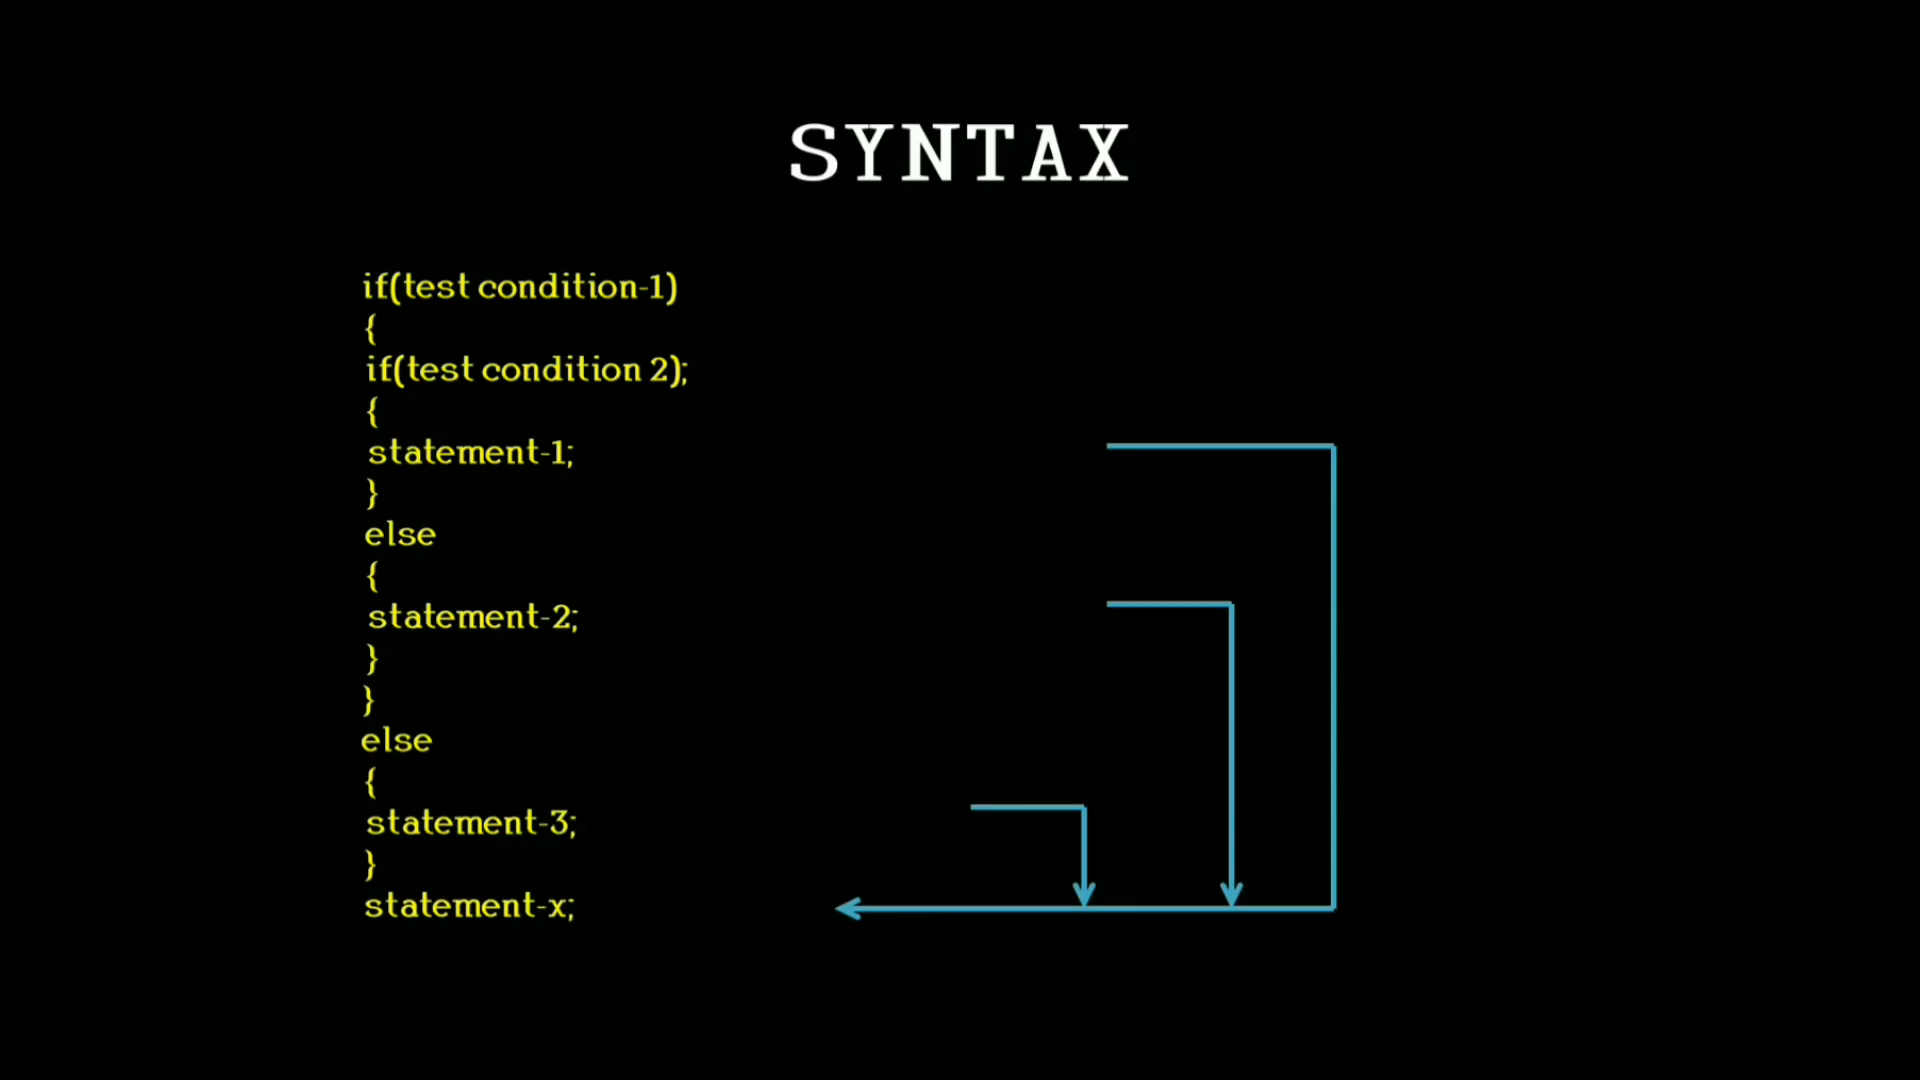 SYNTAX
if(test condition-1)
{
if(test condition 2);
{
statement-1;
}
else
{
statement-2;
}
}
else
{
statement-3;
}
statement-x;